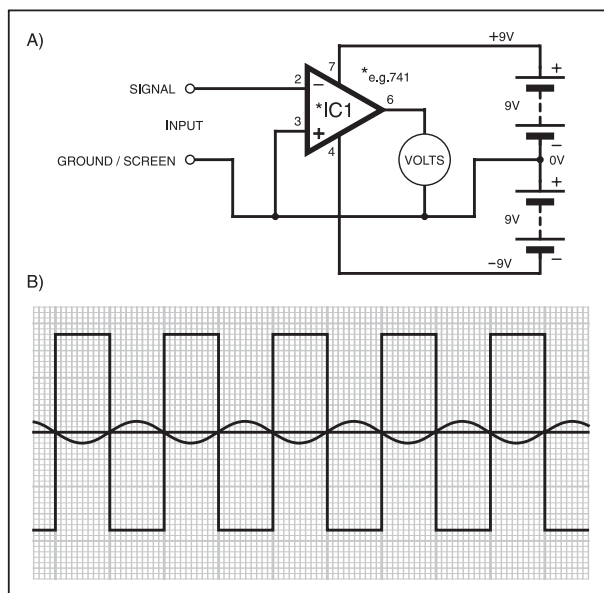 A)
+9V
7
*e.g.741
SIGNAL
2
−
*IC1
6
+
9V
INPUT
3
+
−
4
VOLTS
GROUND / SCREEN
0V
+
9V
−
−9V
B)